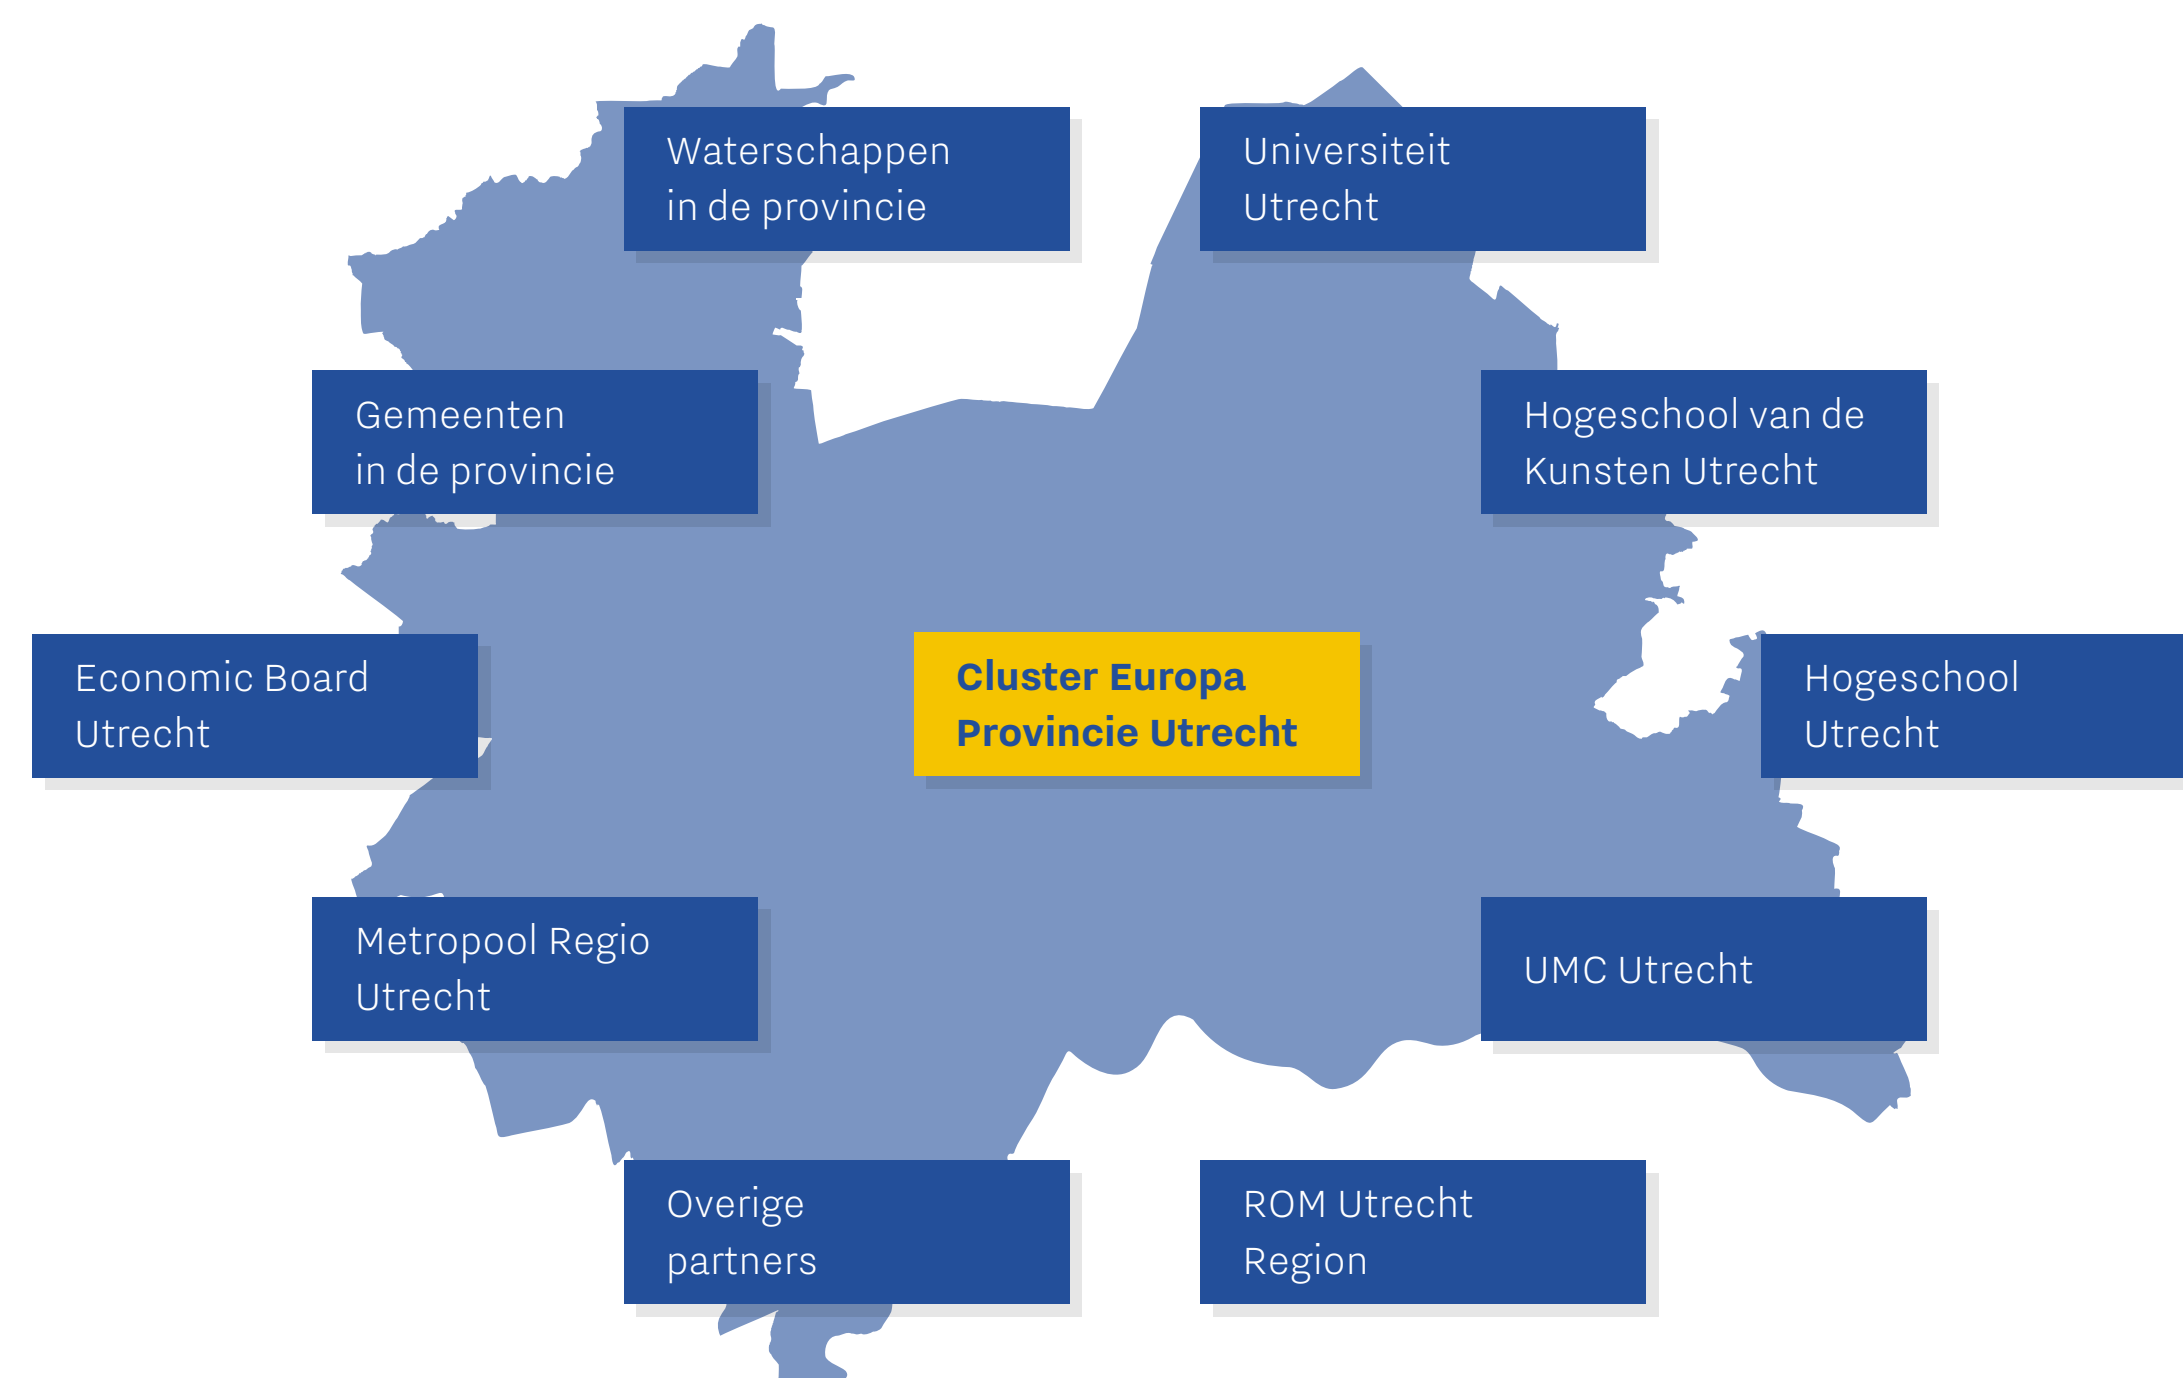 Waterschappen
in de provincie
Universiteit
Utrecht
Gemeenten
in de provincie
Hogeschool van de
Kunsten Utrecht
Economic Board
Utrecht
Cluster Europa
Provincie Utrecht
Hogeschool
Utrecht
Metropool Regio
Utrecht
UMC Utrecht
Overige
partners
ROM Utrecht
Region